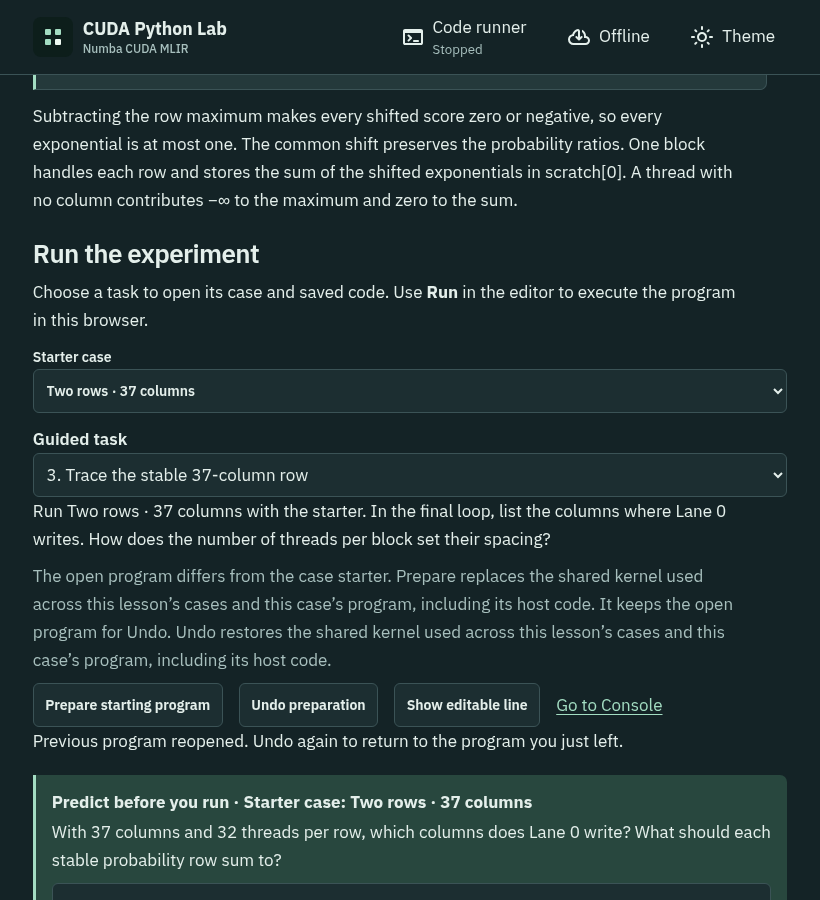 CUDA Python Lab
Numba CUDA MLIR
Code runner
Stopped
Offline
Theme
Subtracting the row maximum makes every shifted score zero or negative, so every
exponential is at most one. The common shift preserves the probability ratios. One block
handles each row and stores the sum of the shifted exponentials in scratch[0]. A thread with
no column contributes −∞ to the maximum and zero to the sum.
Run the experiment
Choose a task to open its case and saved code. Use Run in the editor to execute the program
in this browser.
Starter case
Two rows · 37 columns
Guided task
3. Trace the stable 37-column row
Run Two rows · 37 columns with the starter. In the final loop, list the columns where Lane 0
writes. How does the number of threads per block set their spacing?
The open program differs from the case starter. Prepare replaces the shared kernel used
across this lesson’s cases and this case’s program, including its host code. It keeps the open
program for Undo. Undo restores the shared kernel used across this lesson’s cases and this
case’s program, including its host code.
Prepare starting program
Undo preparation
Show editable line
Go to Console
Previous program reopened. Undo again to return to the program you just left.
Predict before you run · Starter case: Two rows · 37 columns
With 37 columns and 32 threads per row, which columns does Lane 0 write? What should each
stable probability row sum to?